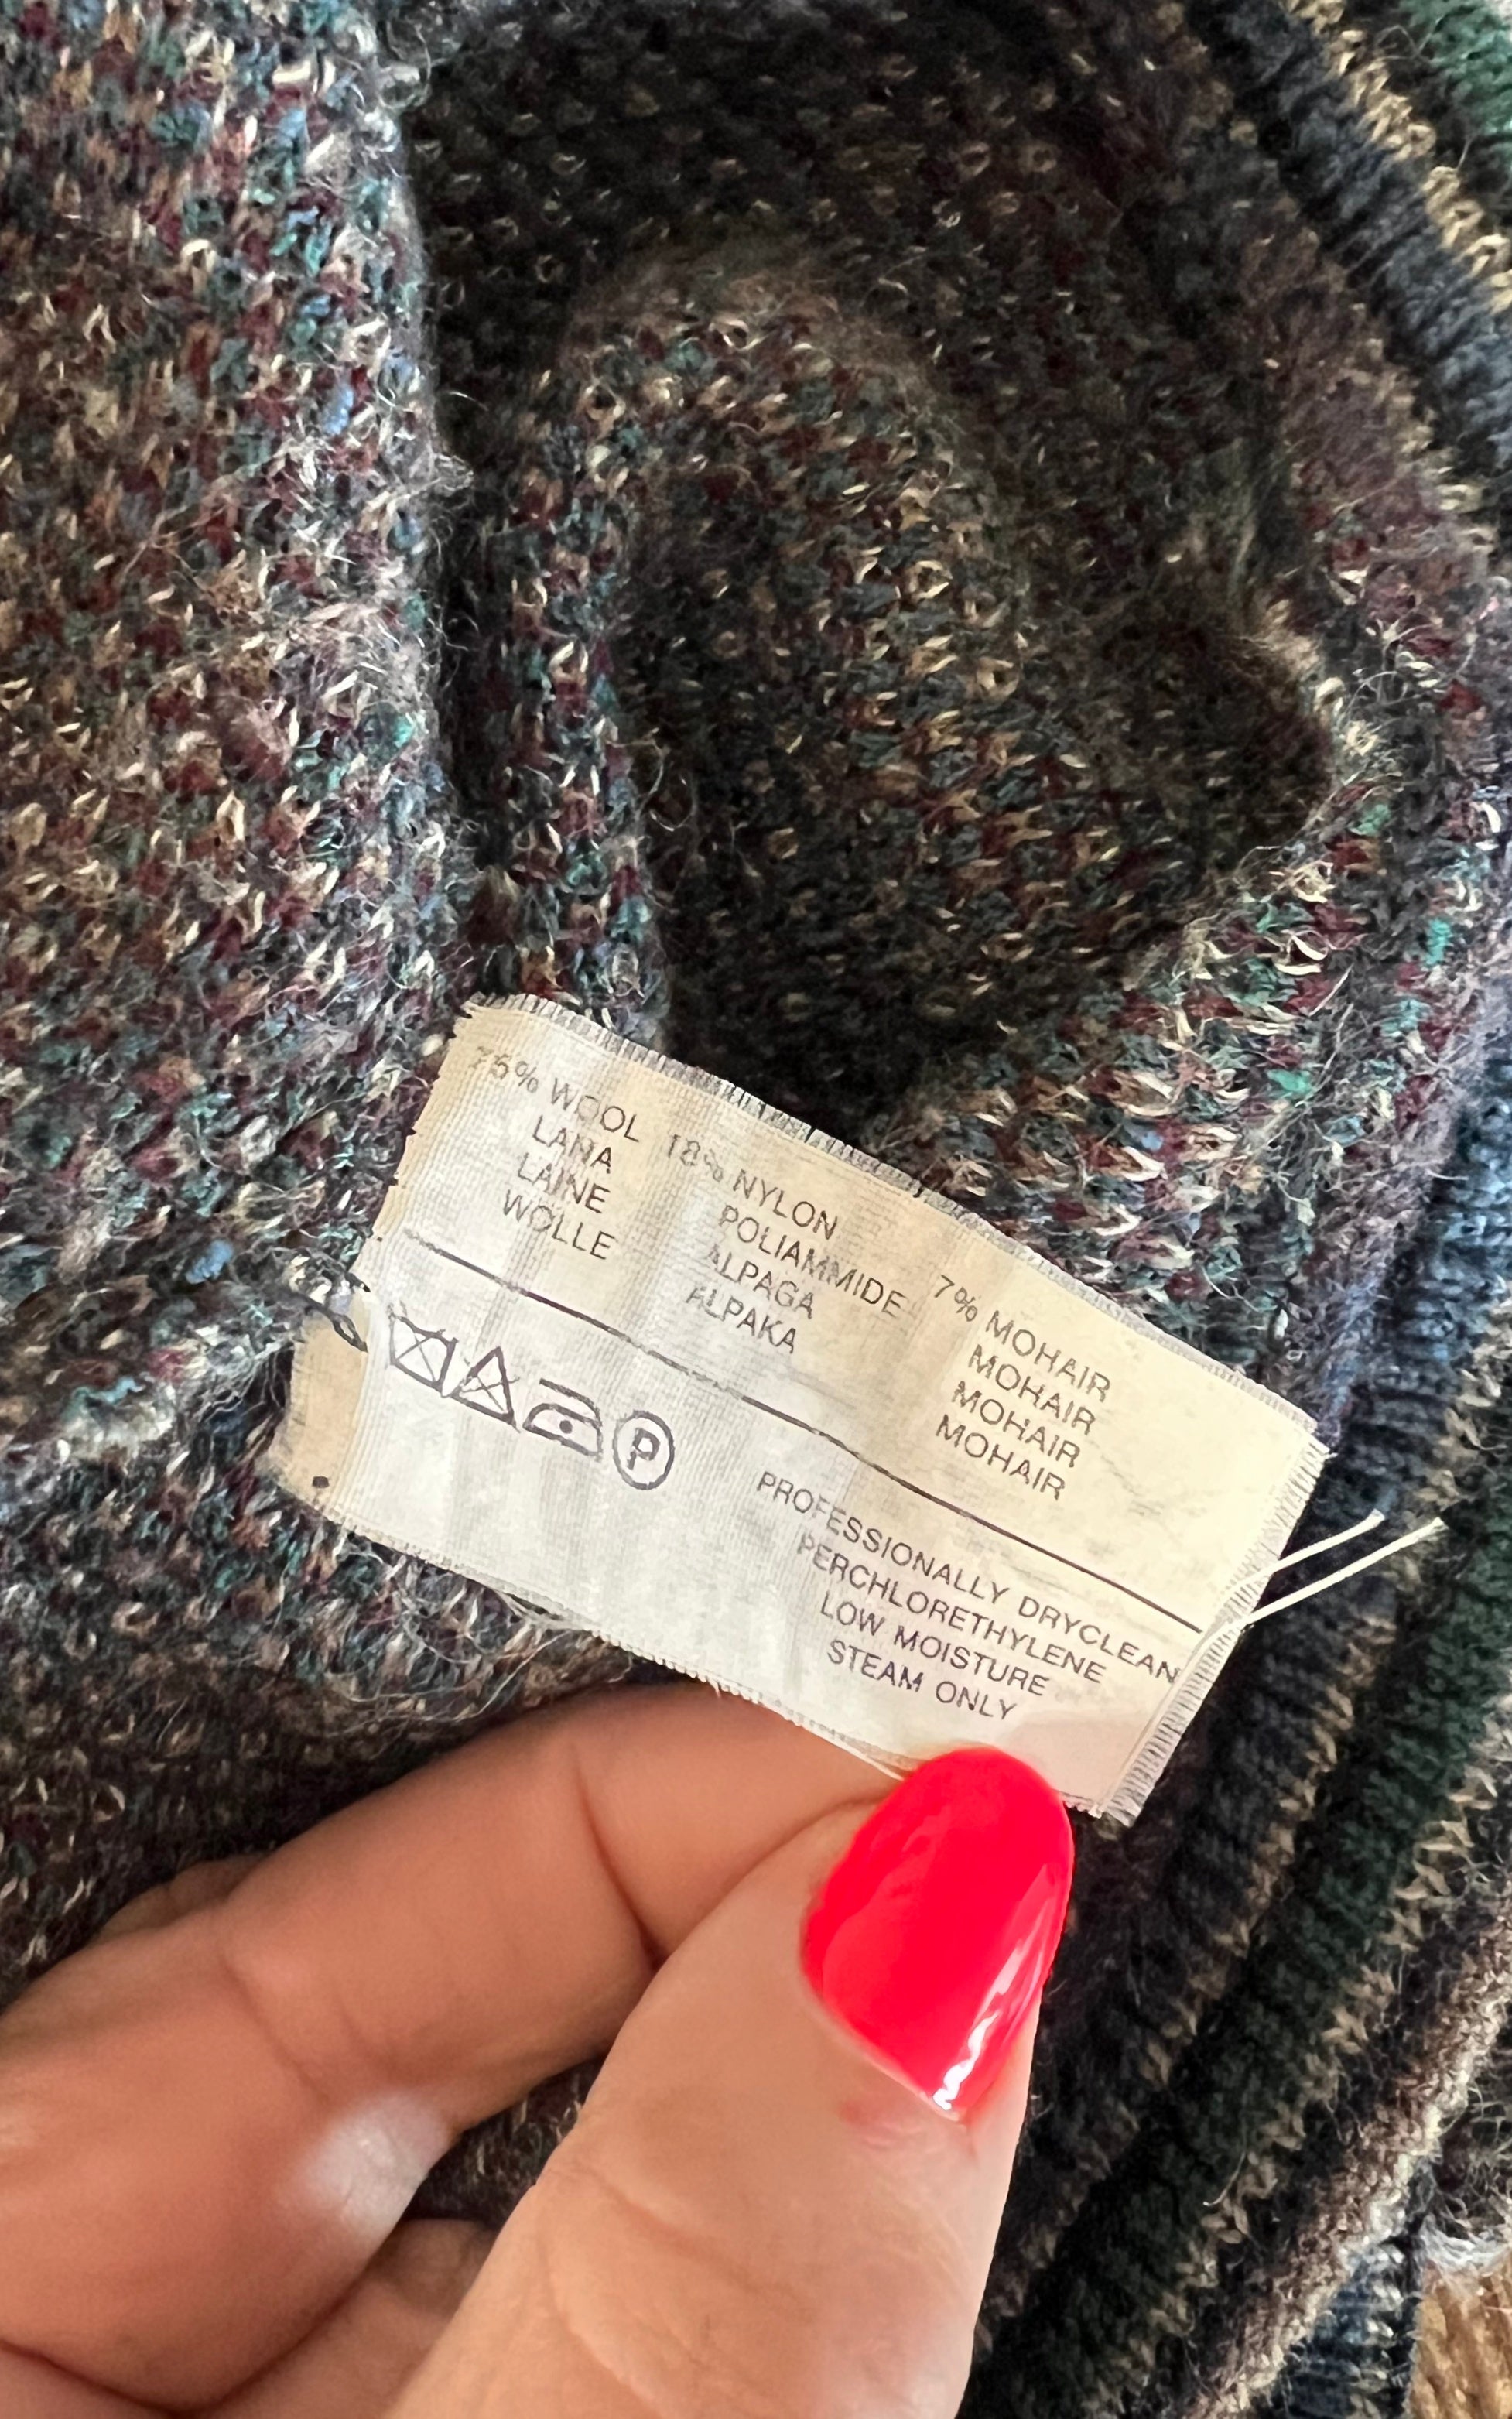 75% WOOL
LANA
LAINE
WOLLE
18% NYLON
POLIAMMIDE
ALPAGA
ALPAKA
7% MOHAIR
MOHAIR
MOHAIR
MOHAIR
P
PROFESSIONALLY DRYCLEAN
PERCHLORETHYLENE
LOW MOISTURE
STEAM ONLY